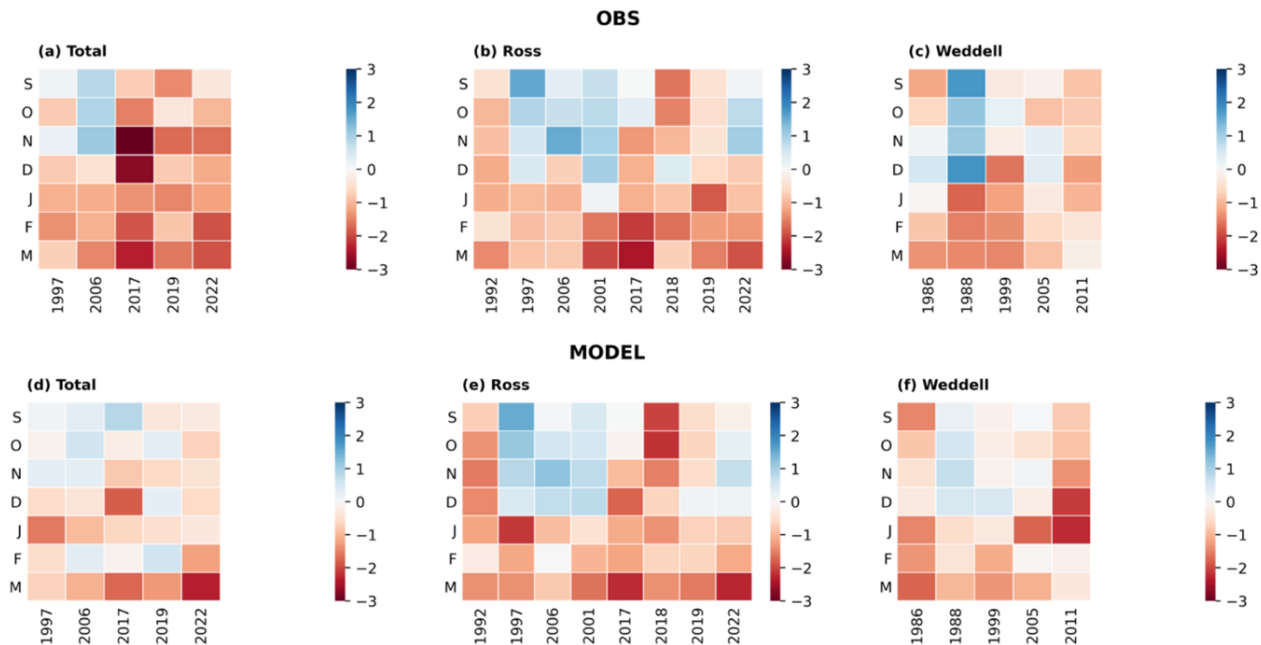 OBS
(a) Total
(b) Ross
(c) Weddell
S
O
N
D
J
F
M
3
2
1
0
−1
−2
−3
1997
2006
2017
2019
2022
S
O
N
D
J
F
M
3
2
1
0
−1
−2
−3
1992
1997
2006
2001
2017
2018
2019
2022
S
O
N
D
J
F
M
3
2
1
0
−1
−2
−3
1986
1988
1999
2005
2011
MODEL
(d) Total
(e) Ross
(f) Weddell
S
O
N
D
J
F
M
3
2
1
0
−1
−2
−3
1997
2006
2017
2019
2022
S
O
N
D
J
F
M
3
2
1
0
−1
−2
−3
1992
1997
2006
2001
2017
2018
2019
2022
S
O
N
D
J
F
M
3
2
1
0
−1
−2
−3
1986
1988
1999
2005
2011